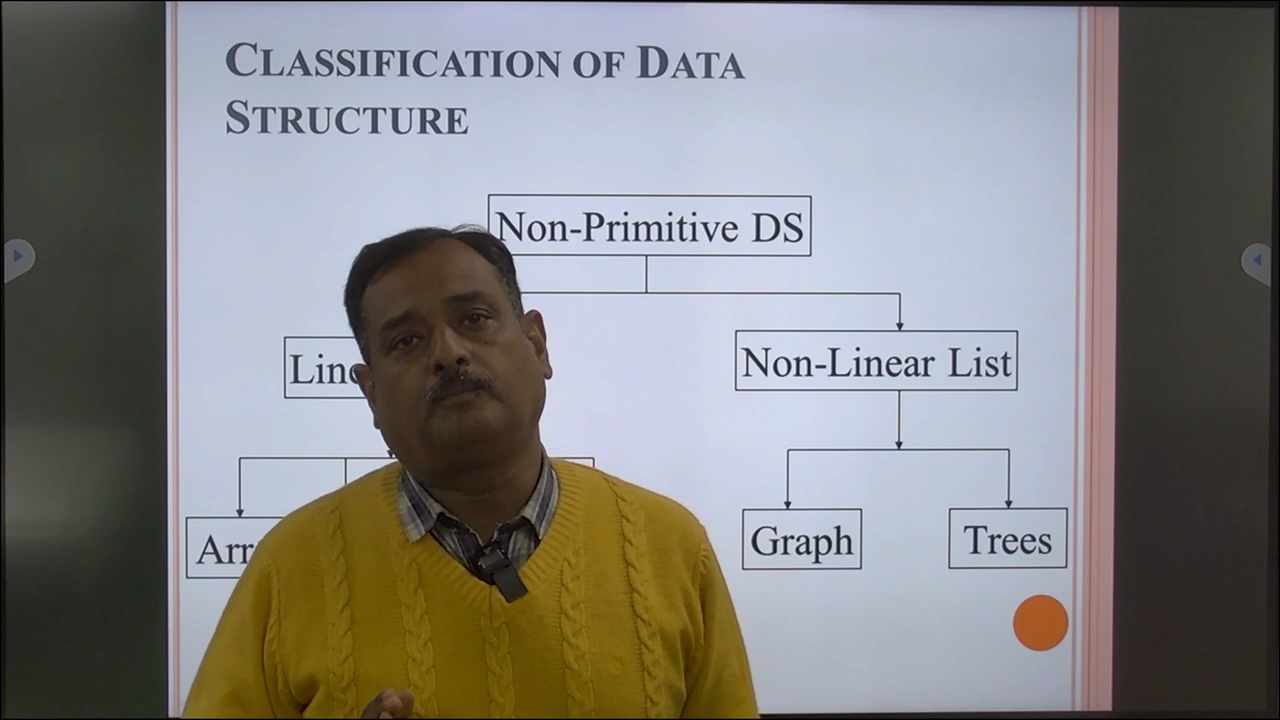 CLASSIFICATION OF DATA
STRUCTURE
Non-Primitive DS
Non-Linear List
Graph
Trees